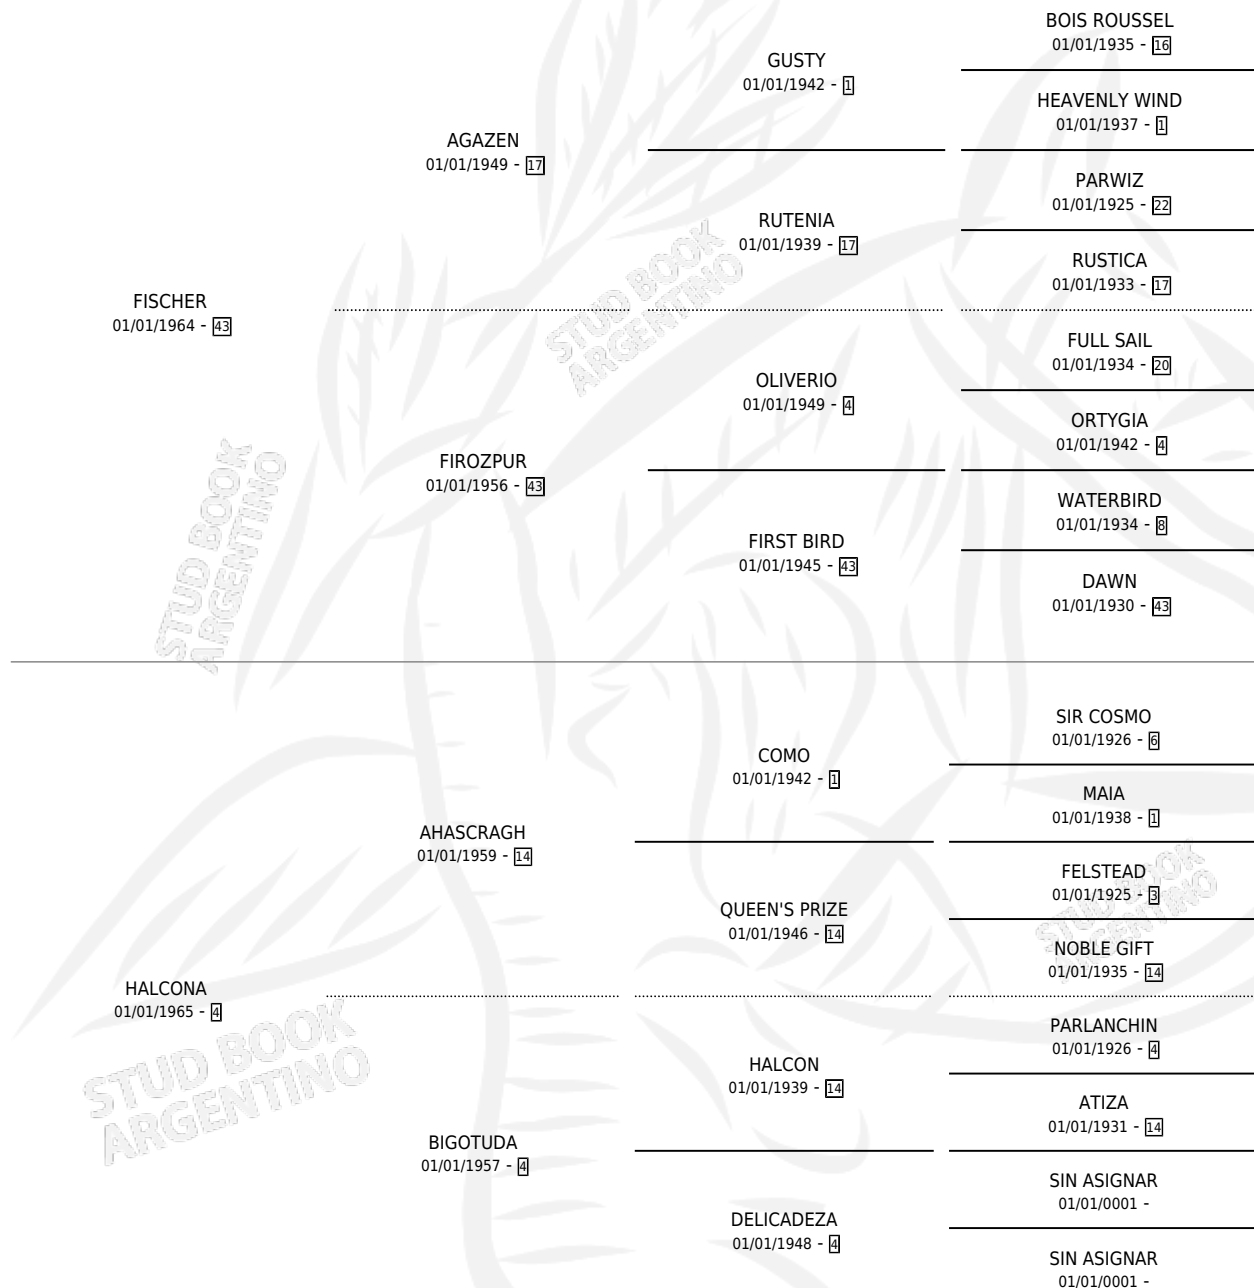 BOIS ROUSSEL
01/01/1935 - 16
GUSTY
01/01/1942 - 1
HEAVENLY WIND
01/01/1937 - 1
AGAZEN
01/01/1949 - 17
PARWIZ
01/01/1925 - 22
RUTENIA
01/01/1939 - 17
RUSTICA
01/01/1933 - 17
FISCHER
01/01/1964 - 43
FULL SAIL
01/01/1934 - 20
OLIVERIO
01/01/1949 - 4
ORTYGIA
01/01/1942 - 4
FIROZPUR
01/01/1956 - 43
WATERBIRD
01/01/1934 - 8
FIRST BIRD
01/01/1945 - 43
DAWN
01/01/1930 - 43
STUD BOOK
ARGENTINO
STUD BOOK
ARGENTINO
SIR COSMO
01/01/1926 - 6
COMO
01/01/1942 - 1
MAIA
01/01/1938 - 1
AHASCRAGH
01/01/1959 - 14
FELSTEAD
01/01/1925 - 3
QUEEN'S PRIZE
01/01/1946 - 14
NOBLE GIFT
01/01/1935 - 14
HALCONA
01/01/1965 - 4
PARLANCHIN
01/01/1926 - 4
HALCON
01/01/1939 - 14
ATIZA
01/01/1931 - 14
BIGOTUDA
01/01/1957 - 4
SIN ASIGNAR
01/01/0001 -
DELICADEZA
01/01/1948 - 4
SIN ASIGNAR
01/01/0001 -
STUD BOOK
ARGENTINO
STUD BOOK
ARGENTINO